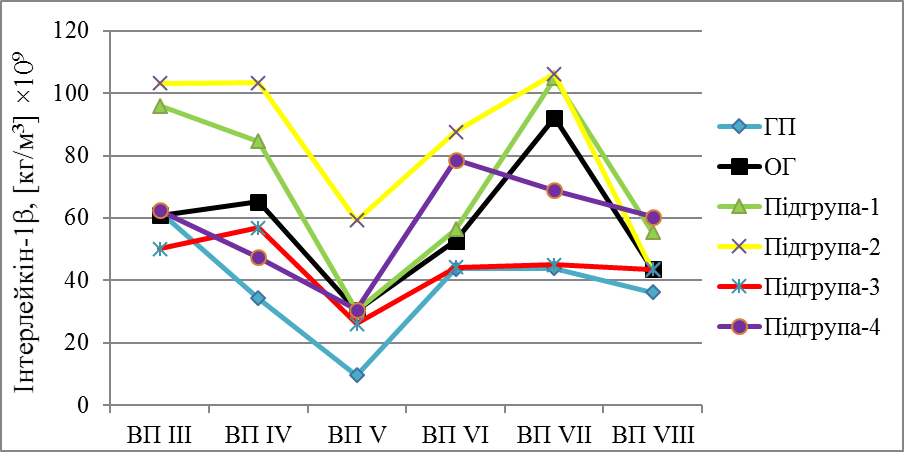 Інтерлейкін-1β, [кг/м³] ×10⁹
120
100
80
60
40
20
0
ВП III
ВП IV
ВП V
ВП VI
ВП VII
ВП VIII
ГП
ОГ
Підгрупа-1
Підгрупа-2
Підгрупа-3
Підгрупа-4